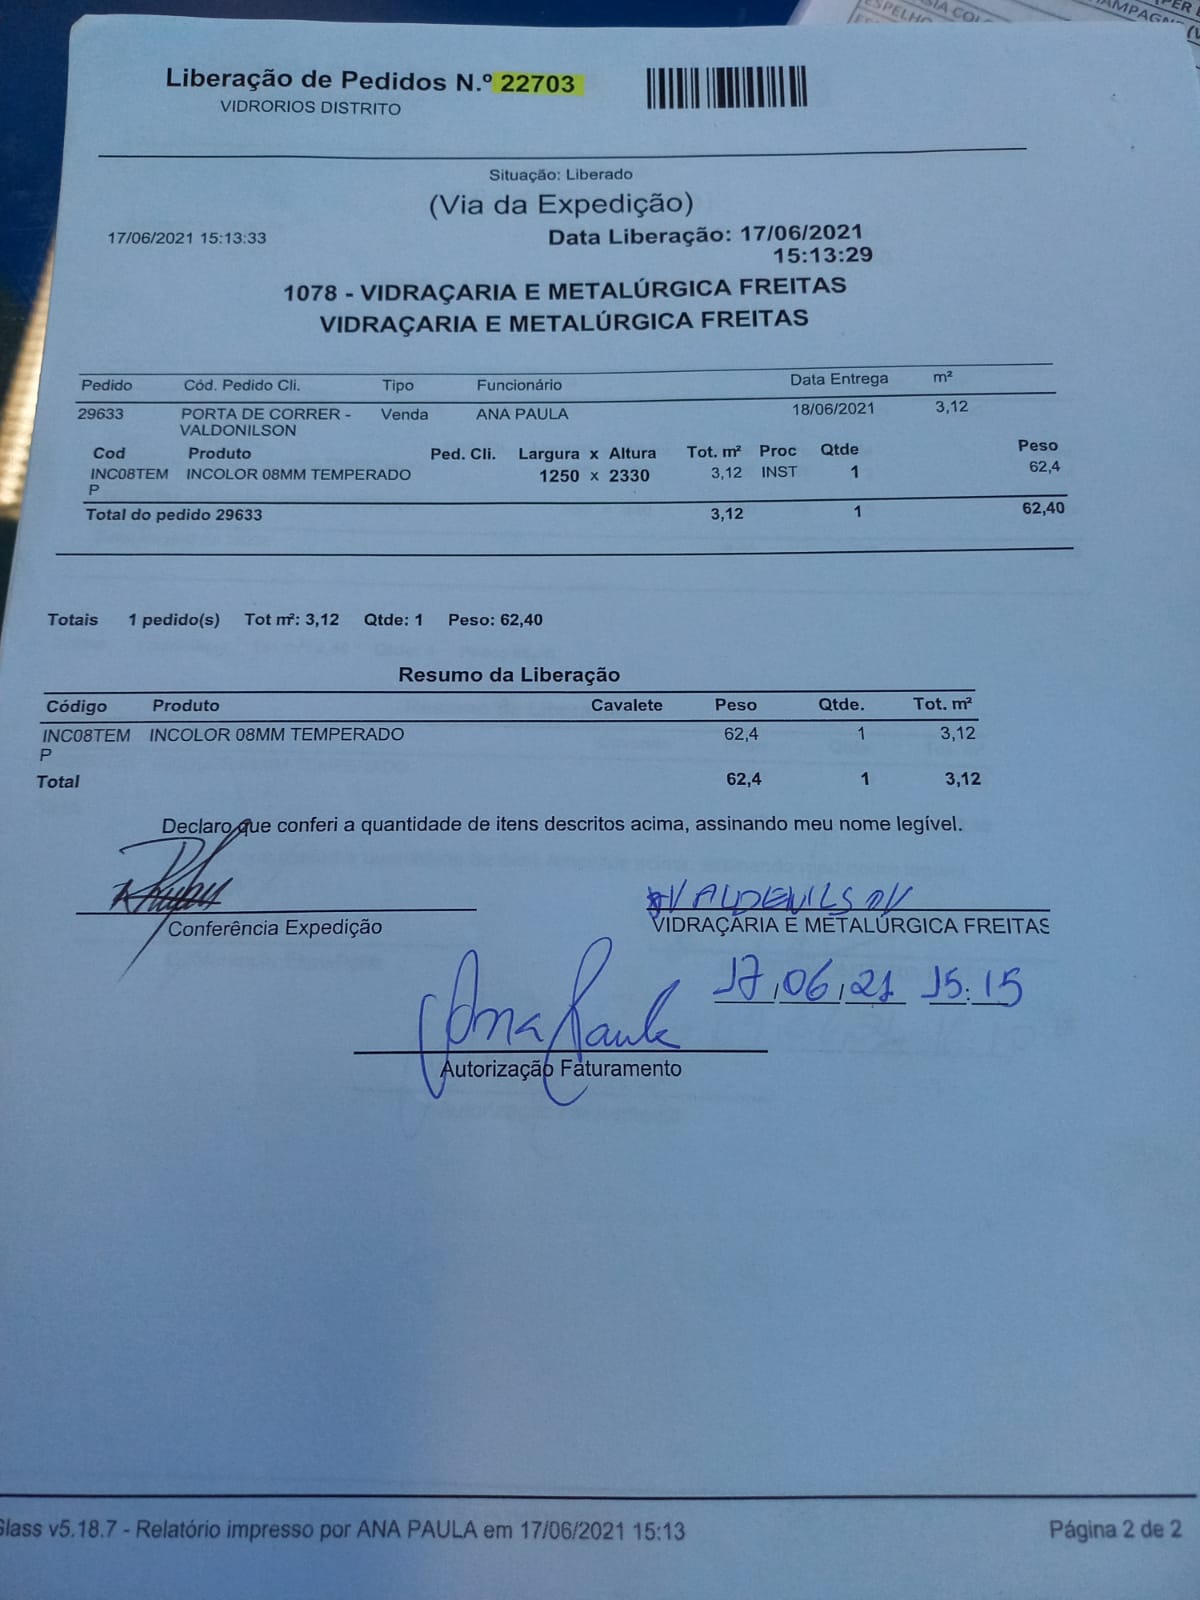 ESPELHO
Liberação de Pedidos N.º 22703
VIDRORIOS DISTRITO
Situação: Liberado
(Via da Expedição)
17/06/2021 15:13:33 Data Liberação: 17/06/2021
15:13:29
1078 - VIDRAÇARIA E METALÚRGICA FREITAS
VIDRAÇARIA E METALÚRGICA FREITAS
Pedido Cód. Pedido Cli. Tipo Funcionário Data Entrega m²
29633 PORTA DE CORRER - Venda ANA PAULA 18/06/2021 3,12
VALDONILSON
Cod Produto Ped. Cli. Largura x Altura Tot. m² Proc Qtde Peso
INC08TEM INCOLOR 08MM TEMPERADO 1250 x 2330 3,12 INST 1 62,4
P
Total do pedido 29633 3,12 1 62,40
Totais 1 pedido(s) Tot m²: 3,12 Qtde: 1 Peso: 62,40
Resumo da Liberação
Código Produto Cavalete Peso Qtde. Tot. m²
INC08TEM INCOLOR 08MM TEMPERADO 62,4 1 3,12
P
Total 62,4 1 3,12
Declaro que conferi a quantidade de itens descritos acima, assinando meu nome legível.
VALDENILSON
Conferência Expedição VIDRAÇARIA E METALÚRGICA FREITAS
17/06/21 15:15
Ana Paula
Autorização Faturamento
Glass v5.18.7 - Relatório impresso por ANA PAULA em 17/06/2021 15:13 Página 2 de 2